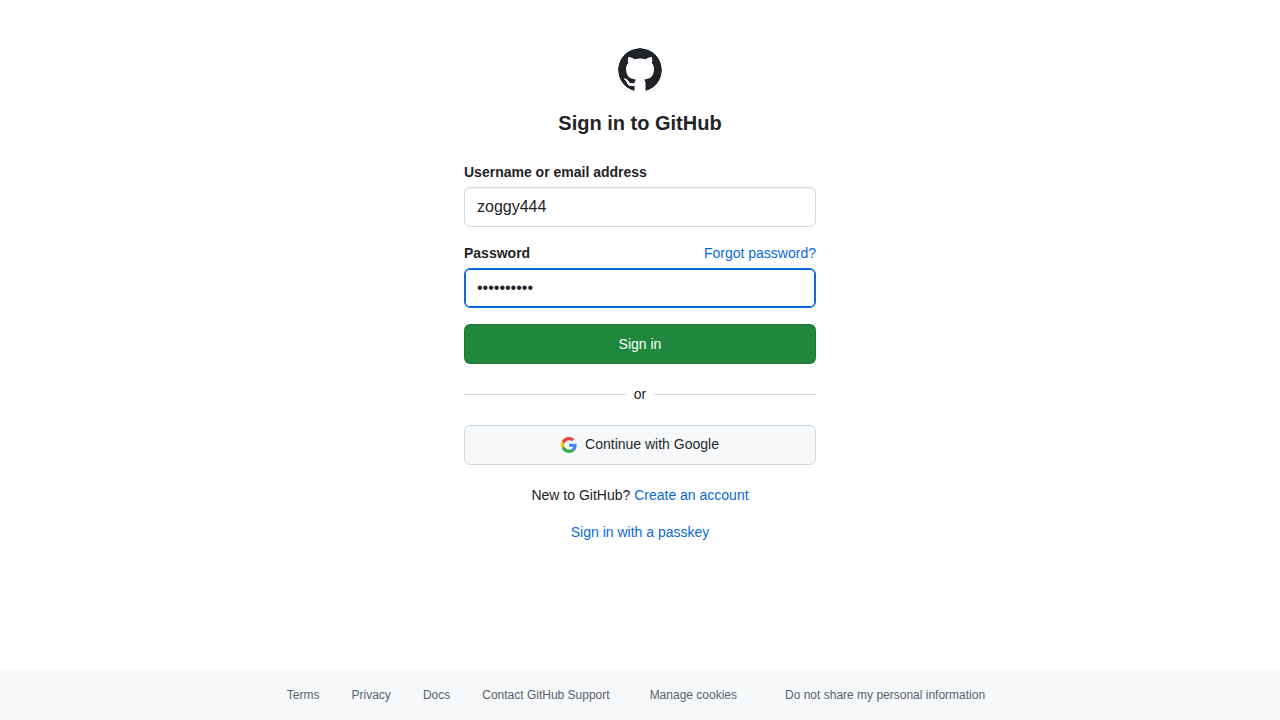 Sign in to GitHub
Username or email address
zoggy444
Password Forgot password?
••••••••••
Sign in
or
Continue with Google
New to GitHub? Create an account
Sign in with a passkey
Terms Privacy Docs Contact GitHub Support Manage cookies Do not share my personal information